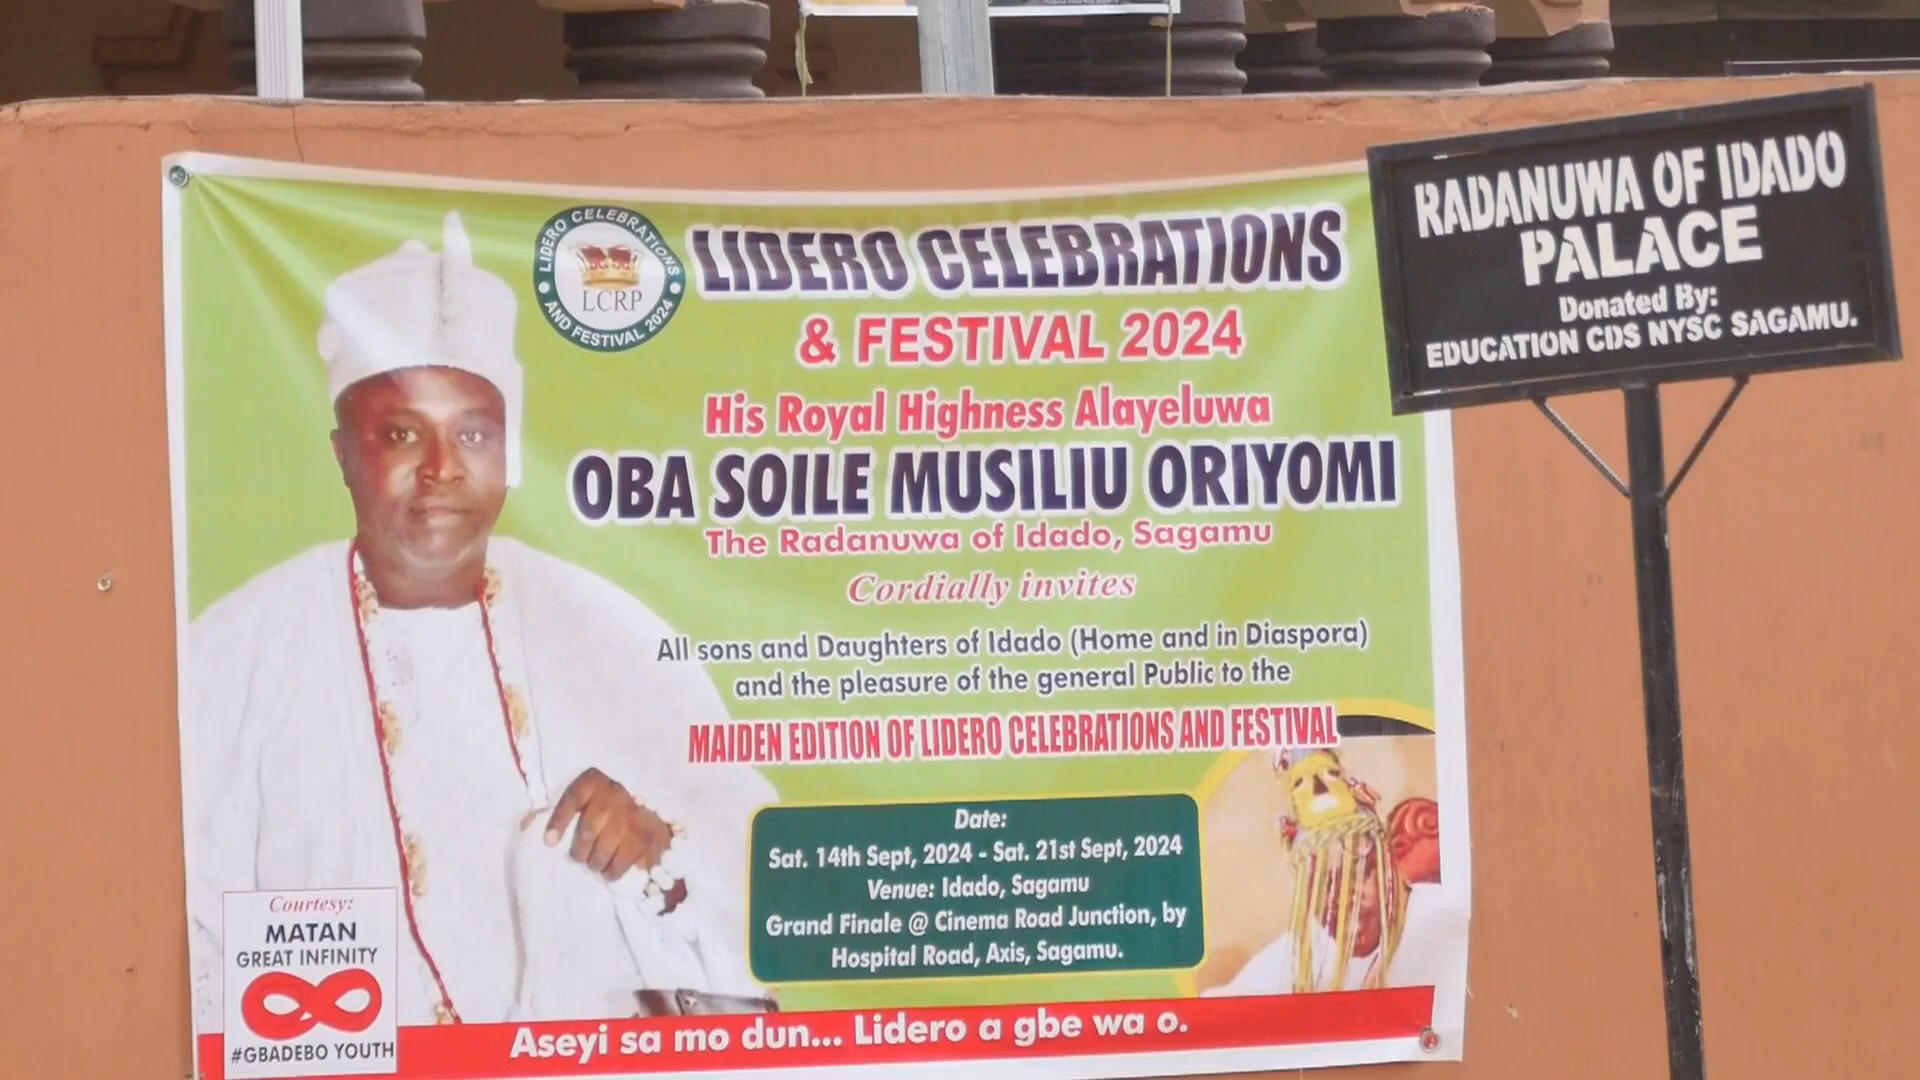 LIDERO CELEBRATIONS
AND FESTIVAL 2024
LCRP
LIDERO CELEBRATIONS
& FESTIVAL 2024
His Royal Highness Alayeluwa
OBA SOILE MUSILIU ORIYOMI
The Radanuwa of Idado, Sagamu
Cordially invites
All sons and Daughters of Idado (Home and in Diaspora)
and the pleasure of the general Public to the
MAIDEN EDITION OF LIDERO CELEBRATIONS AND FESTIVAL
Date:
Sat. 14th Sept, 2024 - Sat. 21st Sept, 2024
Venue: Idado, Sagamu
Grand Finale @ Cinema Road Junction, by
Hospital Road, Axis, Sagamu.
Courtesy:
MATAN
GREAT INFINITY
#GBADEBO YOUTH
Aseyi sa mo dun... Lidero a gbe wa o.
RADANUWA OF IDADO
PALACE
Donated By:
EDUCATION CDS NYSC SAGAMU.